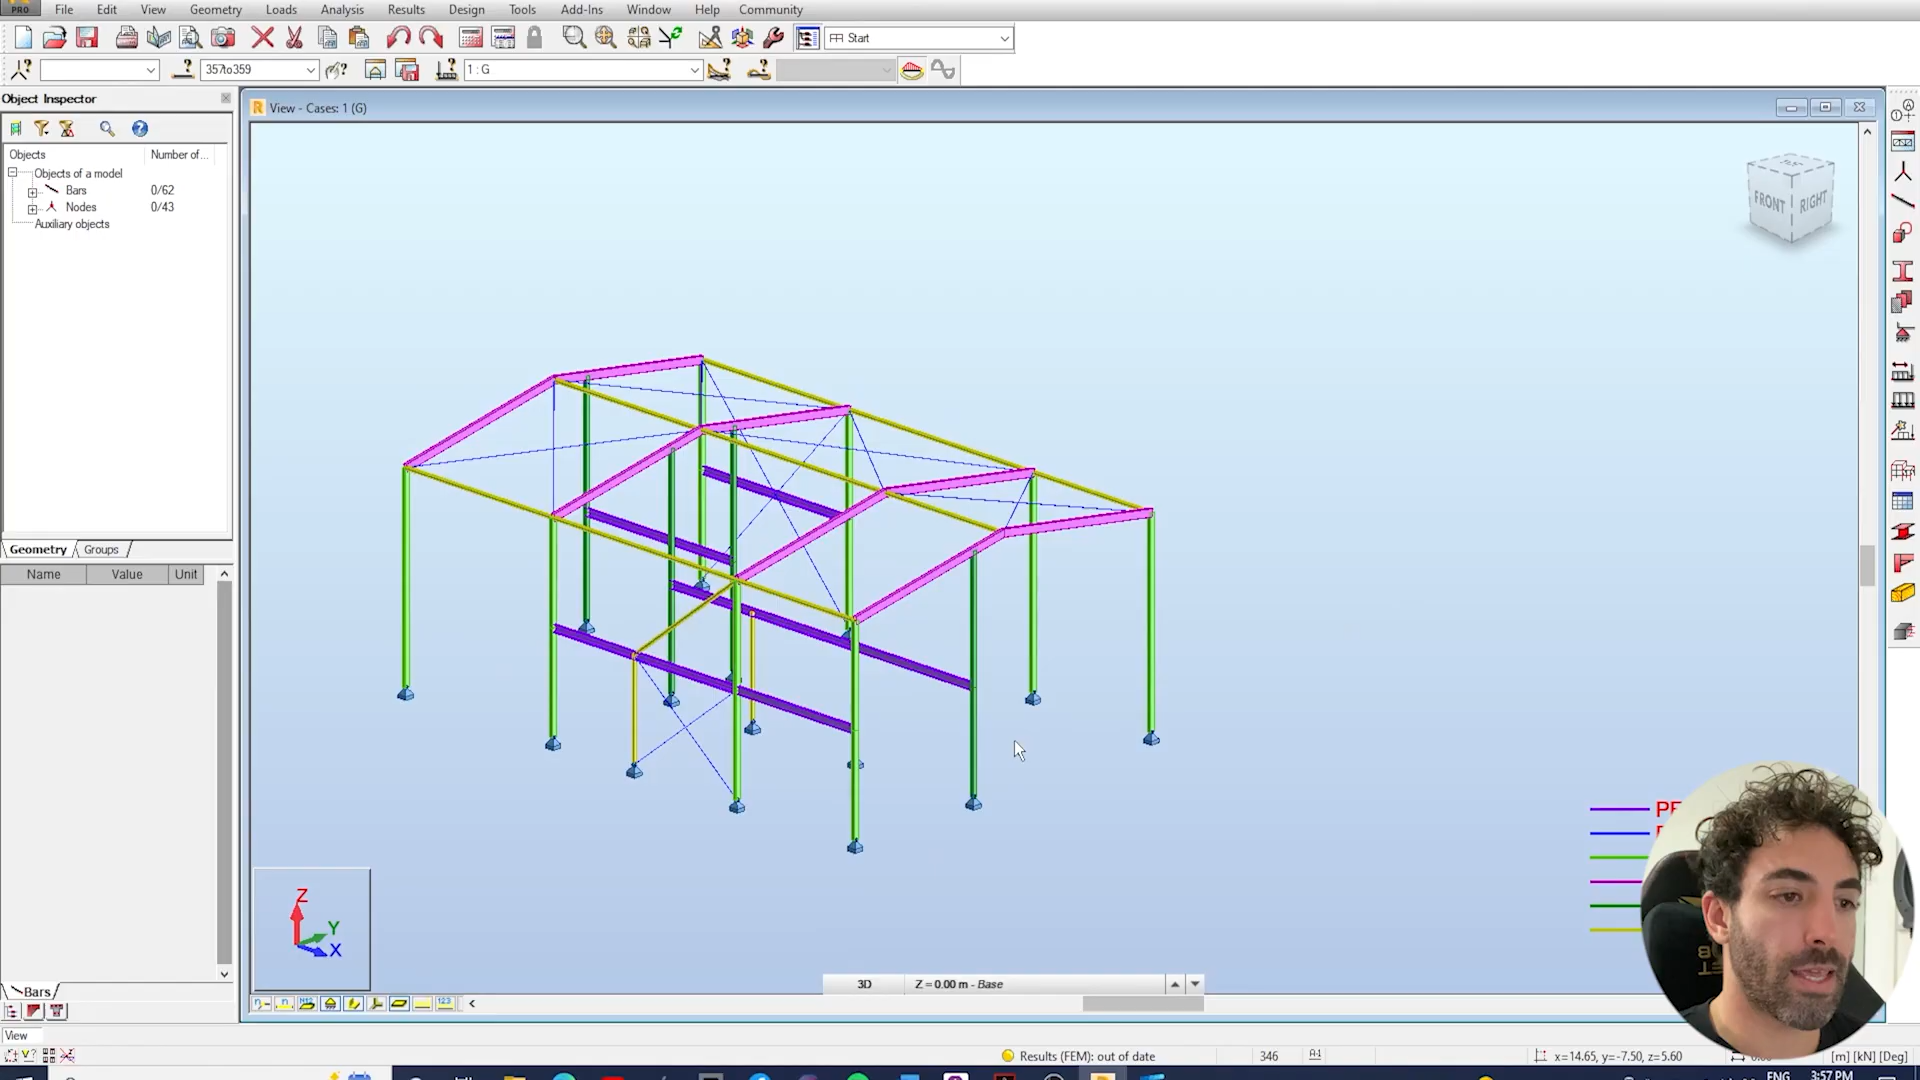 PRO File Edit View Geometry Loads Analysis Results Design Tools Add-Ins Window Help Community
Start
357to359
1 : G
Object Inspector
View - Cases: 1 (G)
Objects Number of...
Objects of a model
Bars 0/62
Nodes 0/43
Auxiliary objects
FRONT RIGHT
Geometry Groups
Name Value Unit
Z
Y
X
3D Z = 0.00 m - Base
Bars
View
Results (FEM): out of date 346
x=14.65, y=-7.50, z=5.60
[m] [kN] [Deg]
ENG 3:57 PM